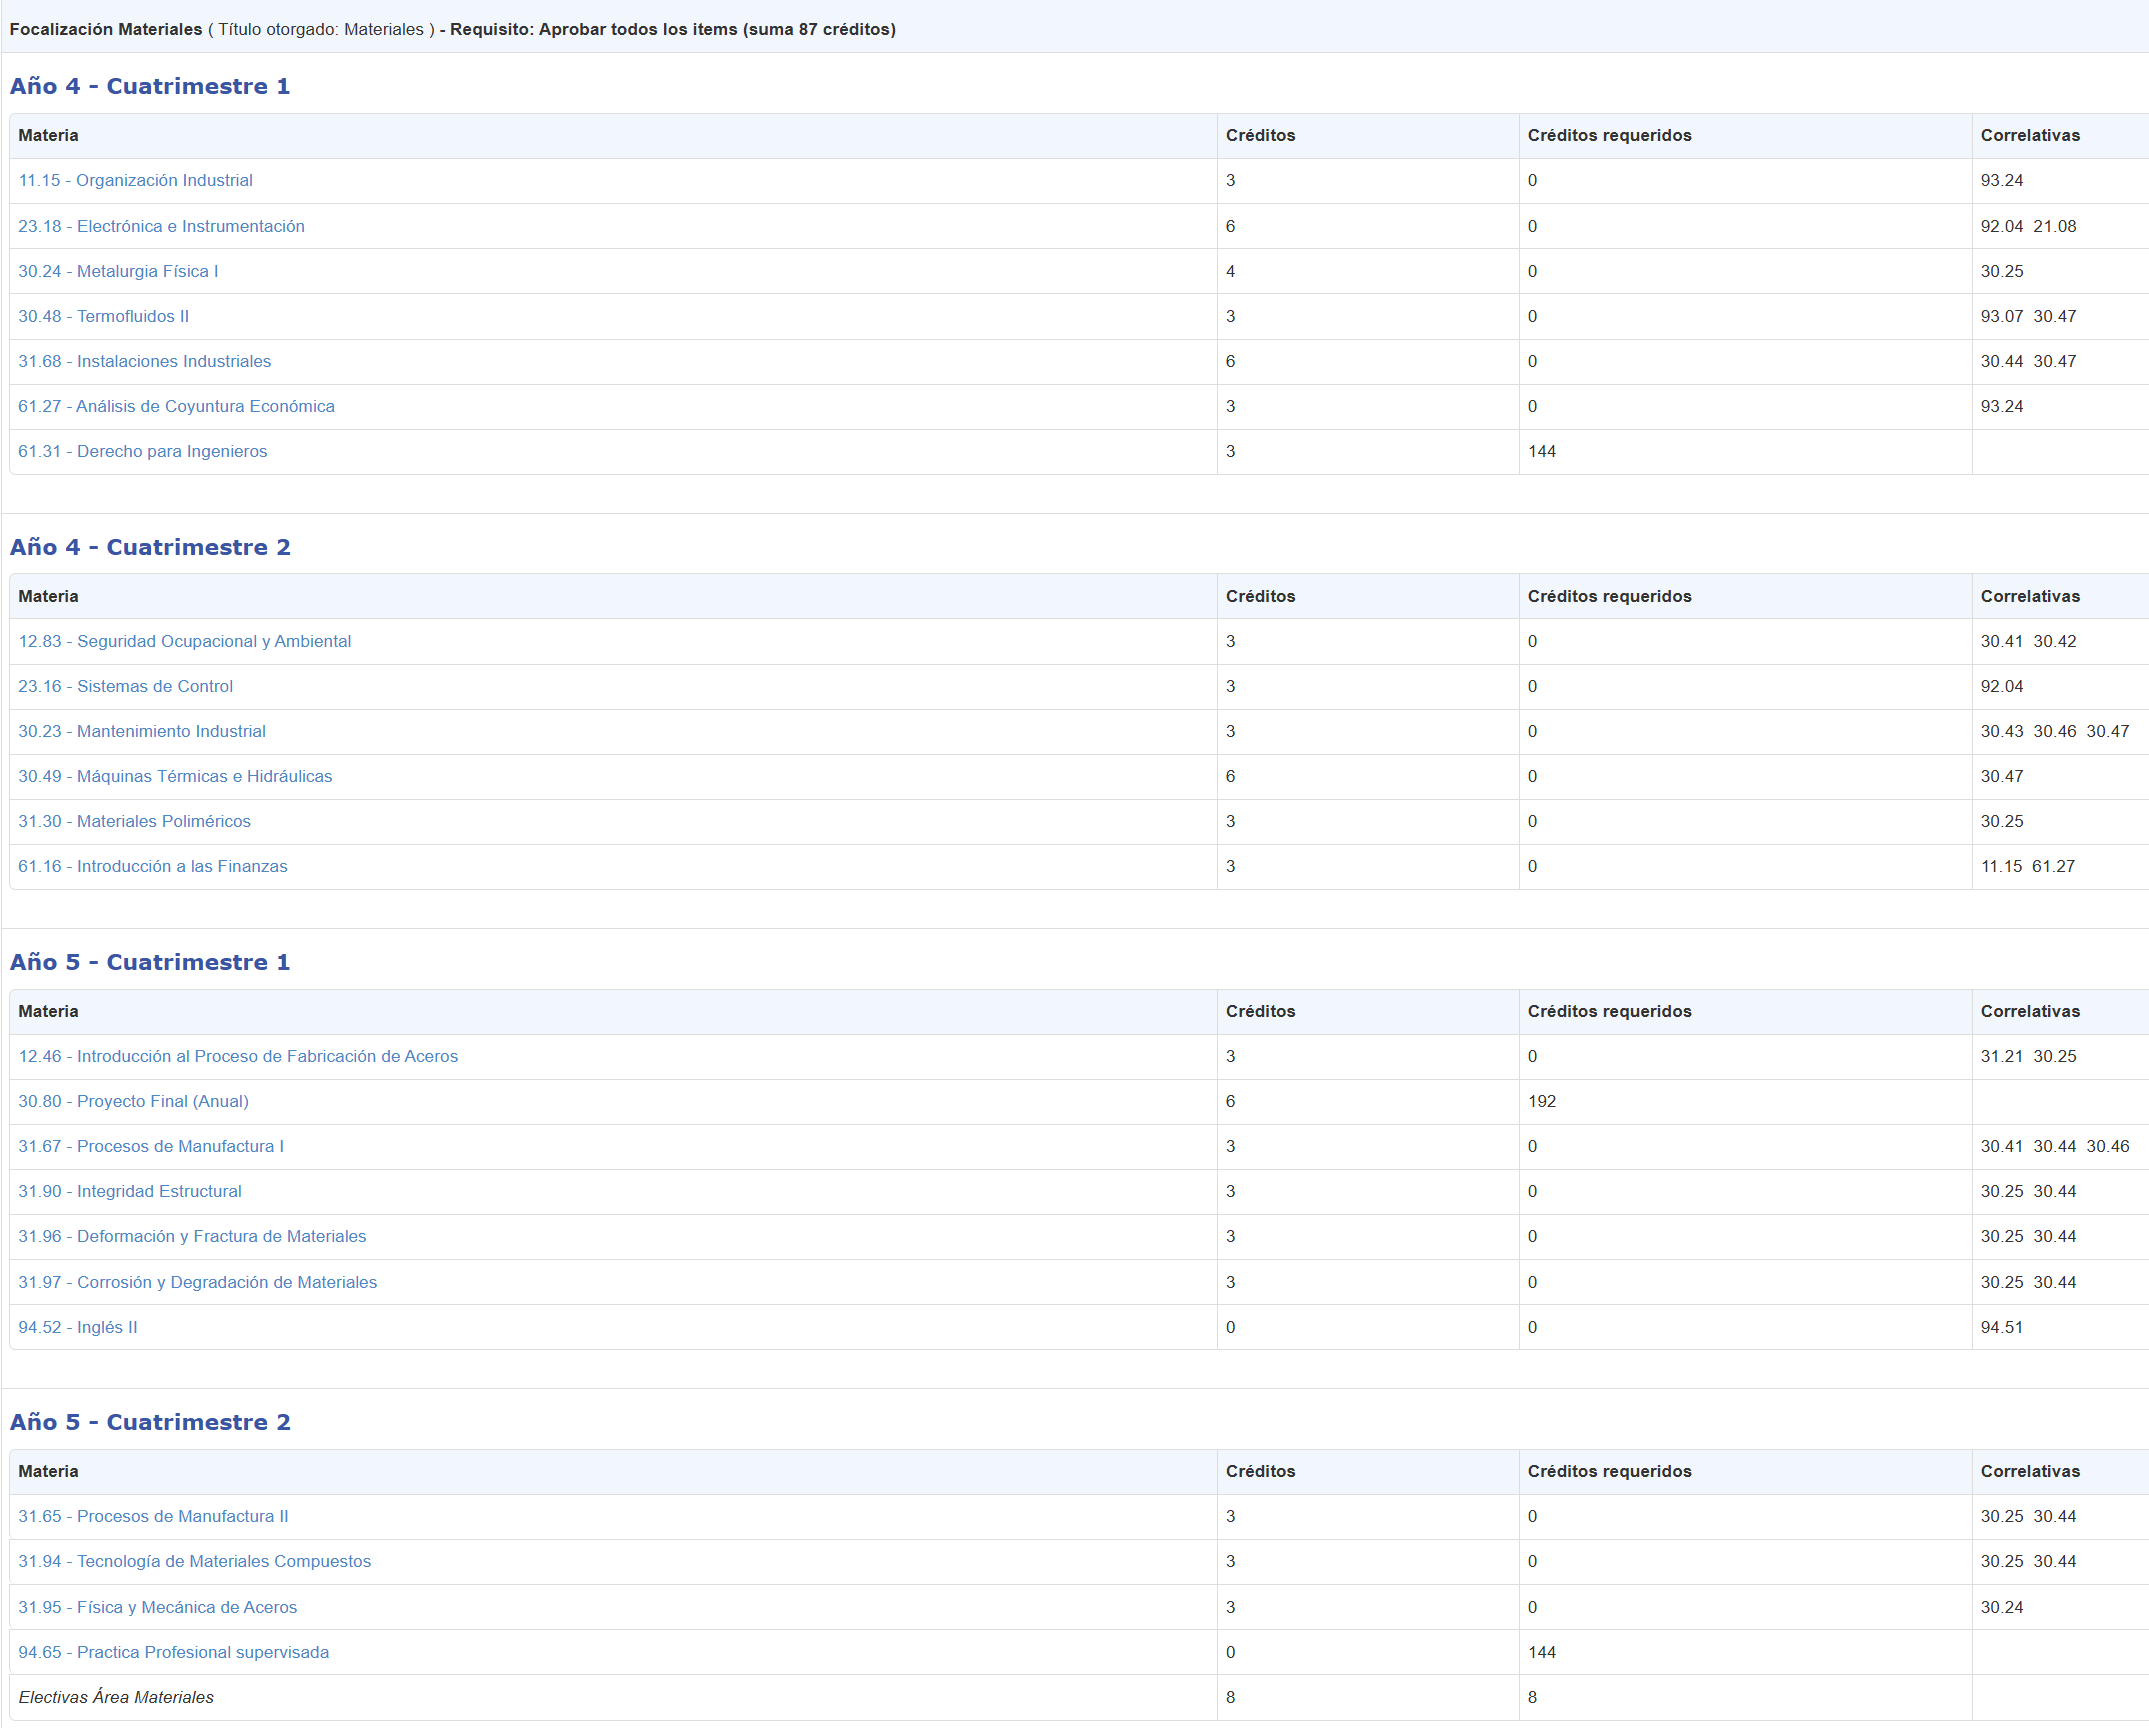 Focalización Materiales ( Título otorgado: Materiales ) - Requisito: Aprobar todos los items (suma 87 créditos)
Año 4 - Cuatrimestre 1
Materia Créditos Créditos requeridos Correlativas
11.15 - Organización Industrial 3 0 93.24
23.18 - Electrónica e Instrumentación 6 0 92.04 21.08
30.24 - Metalurgia Física I 4 0 30.25
30.48 - Termofluidos II 3 0 93.07 30.47
31.68 - Instalaciones Industriales 6 0 30.44 30.47
61.27 - Análisis de Coyuntura Económica 3 0 93.24
61.31 - Derecho para Ingenieros 3 144
Año 4 - Cuatrimestre 2
Materia Créditos Créditos requeridos Correlativas
12.83 - Seguridad Ocupacional y Ambiental 3 0 30.41 30.42
23.16 - Sistemas de Control 3 0 92.04
30.23 - Mantenimiento Industrial 3 0 30.43 30.46 30.47
30.49 - Máquinas Térmicas e Hidráulicas 6 0 30.47
31.30 - Materiales Poliméricos 3 0 30.25
61.16 - Introducción a las Finanzas 3 0 11.15 61.27
Año 5 - Cuatrimestre 1
Materia Créditos Créditos requeridos Correlativas
12.46 - Introducción al Proceso de Fabricación de Aceros 3 0 31.21 30.25
30.80 - Proyecto Final (Anual) 6 192
31.67 - Procesos de Manufactura I 3 0 30.41 30.44 30.46
31.90 - Integridad Estructural 3 0 30.25 30.44
31.96 - Deformación y Fractura de Materiales 3 0 30.25 30.44
31.97 - Corrosión y Degradación de Materiales 3 0 30.25 30.44
94.52 - Inglés II 0 0 94.51
Año 5 - Cuatrimestre 2
Materia Créditos Créditos requeridos Correlativas
31.65 - Procesos de Manufactura II 3 0 30.25 30.44
31.94 - Tecnología de Materiales Compuestos 3 0 30.25 30.44
31.95 - Física y Mecánica de Aceros 3 0 30.24
94.65 - Practica Profesional supervisada 0 144
Electivas Área Materiales 8 8